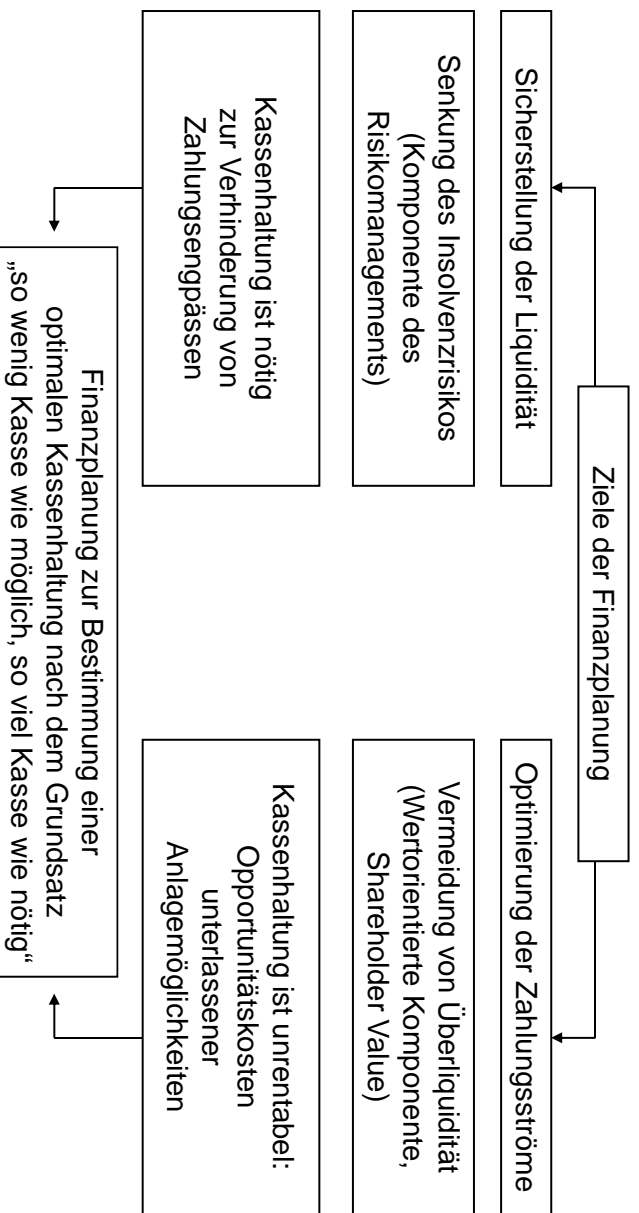 Ziele der Finanzplanung
Sicherstellung der Liquidität
Senkung des Insolvenzrisikos
(Komponente des
Risikomanagements)
Kassenhaltung ist nötig
zur Verhinderung von
Zahlungsengpässen
Optimierung der Zahlungsströme
Vermeidung von Überliquidität
(Wertorientierte Komponente,
Shareholder Value)
Kassenhaltung ist unrentabel:
Opportunitätskosten
unterlassener
Anlagemöglichkeiten
Finanzplanung zur Bestimmung einer
optimalen Kassenhaltung nach dem Grundsatz
„so wenig Kasse wie möglich, so viel Kasse wie nötig“